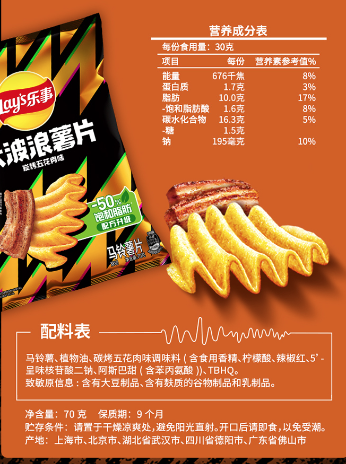 Lay's乐事
大波浪薯片
炭烤五花肉味
-50%
饱和脂肪
配方升级
马铃薯片
营养成分表
每份食用量：30克
项目 每份 营养素参考值%
能量 676千焦 8%
蛋白质 1.7克 3%
脂肪 10.0克 17%
-饱和脂肪酸 1.6克 8%
碳水化合物 16.3克 5%
-糖 1.5克
钠 195毫克 10%
配料表
马铃薯、植物油、碳烤五花肉味调味料 ( 含食用香精、柠檬酸、辣椒红、5'-
呈味核苷酸二钠、阿斯巴甜 ( 含苯丙氨酸 ))、TBHQ。
致敏原信息 : 含有大豆制品、含有麸质的谷物制品和乳制品。
净含量：70 克 保质期：9 个月
贮存条件：请置于干燥凉爽处，避免阳光直射。开口后请即食，以免受潮。
产地：上海市、北京市、湖北省武汉市、四川省德阳市、广东省佛山市